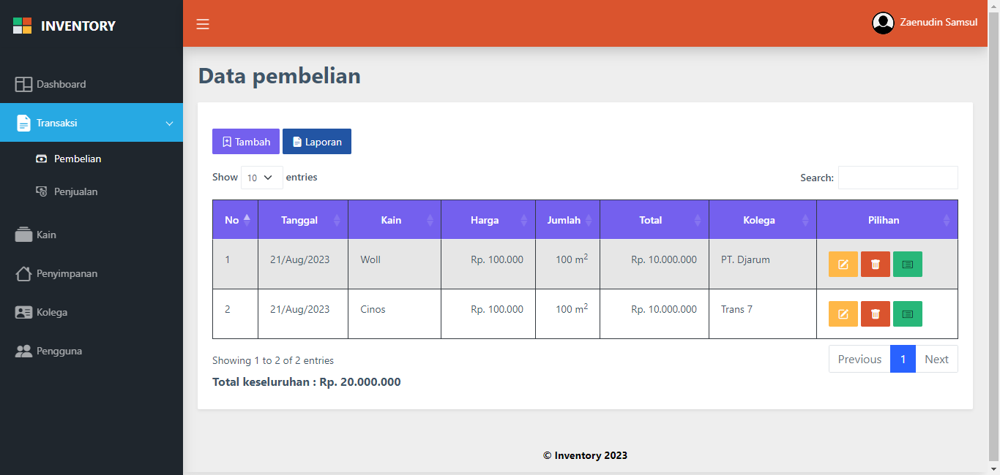 INVENTORY
Zaenudin Samsul
Dashboard
Transaksi
Pembelian
Penjualan
Kain
Penyimpanan
Kolega
Pengguna
Data pembelian
Tambah Laporan
Show 10 entries Search:
No Tanggal Kain Harga Jumlah Total Kolega Pilihan
1 21/Aug/2023 Woll Rp. 100.000 100 m² Rp. 10.000.000 PT. Djarum
2 21/Aug/2023 Cinos Rp. 100.000 100 m² Rp. 10.000.000 Trans 7
Showing 1 to 2 of 2 entries Previous 1 Next
Total keseluruhan : Rp. 20.000.000
© Inventory 2023